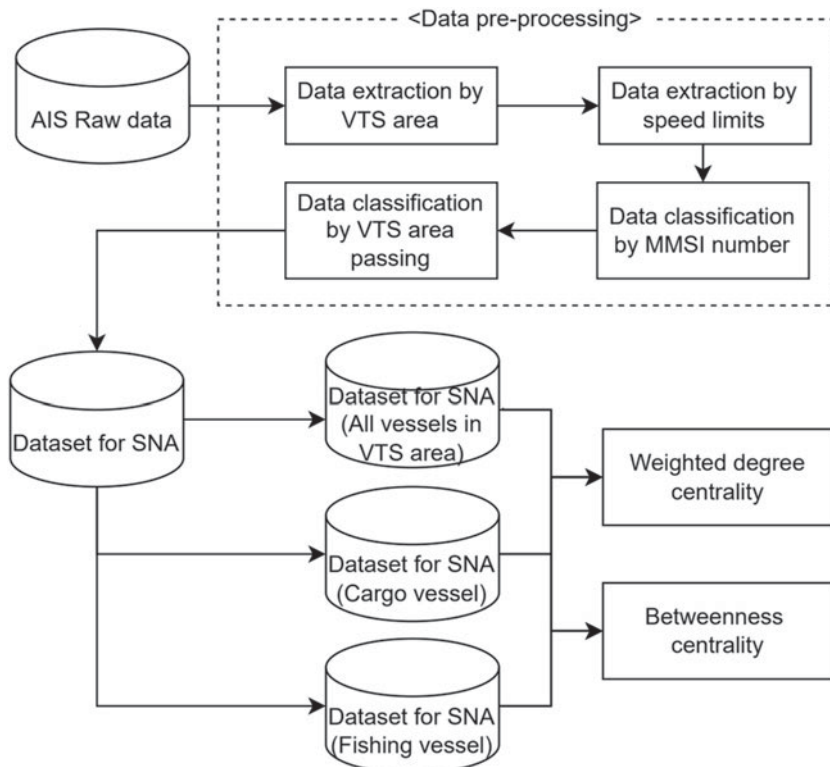 <Data pre-processing>
AIS Raw data
Data extraction by
VTS area
Data extraction by
speed limits
Data classification
by VTS area
passing
Data classification
by MMSI number
Dataset for SNA
Dataset for SNA
(All vessels in
VTS area)
Dataset for SNA
(Cargo vessel)
Dataset for SNA
(Fishing vessel)
Weighted degree
centrality
Betweenness
centrality